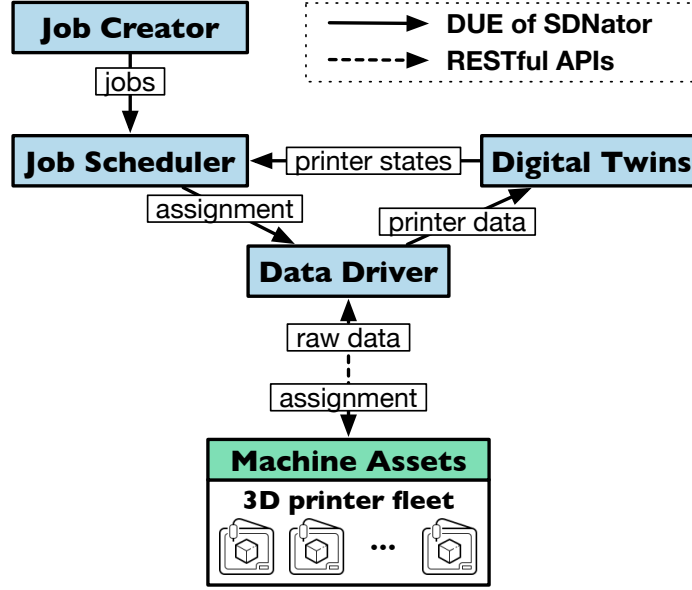 Job Creator
DUE of SDNator
RESTful APIs
jobs
Job Scheduler
printer states
Digital Twins
assignment
printer data
Data Driver
raw data
assignment
Machine Assets
3D printer fleet
...